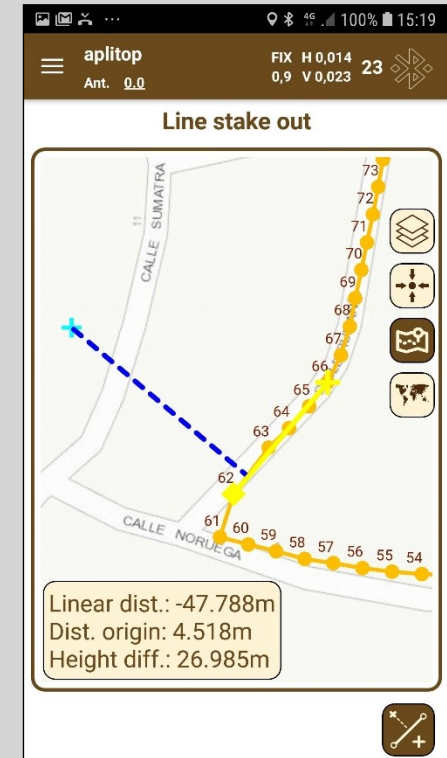 4G 100% 15:19
aplitop
Ant. 0.0
FIX H 0,014
0,9 V 0,023
23
Line stake out
73
72
71
70
69
68
67
66
65
64
63
62
61 60 59 58 57 56 55 54
11
CALLE SUMATRA
CALLE NORUEGA
Linear dist.: -47.788m
Dist. origin: 4.518m
Height diff.: 26.985m